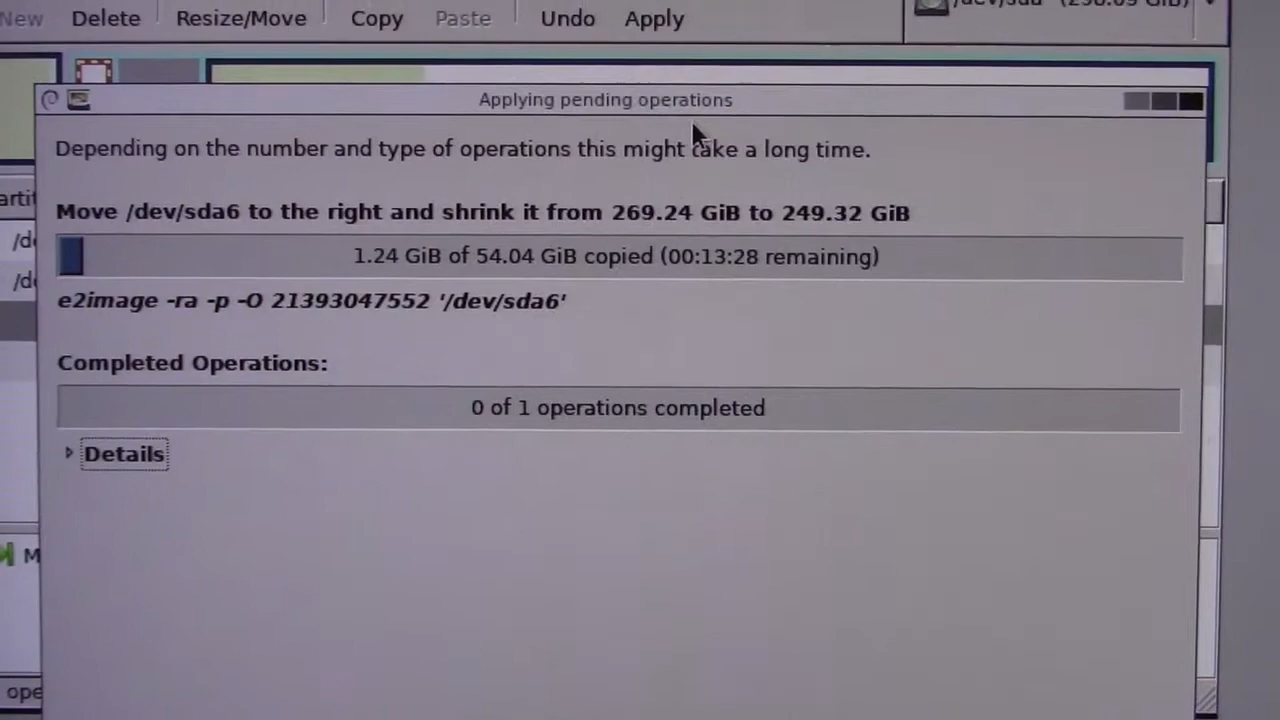 New Delete Resize/Move Copy Paste Undo Apply
Applying pending operations
Depending on the number and type of operations this might take a long time.
Move /dev/sda6 to the right and shrink it from 269.24 GiB to 249.32 GiB
1.24 GiB of 54.04 GiB copied (00:13:28 remaining)
e2image -ra -p -O 21393047552 '/dev/sda6'
Completed Operations:
0 of 1 operations completed
Details